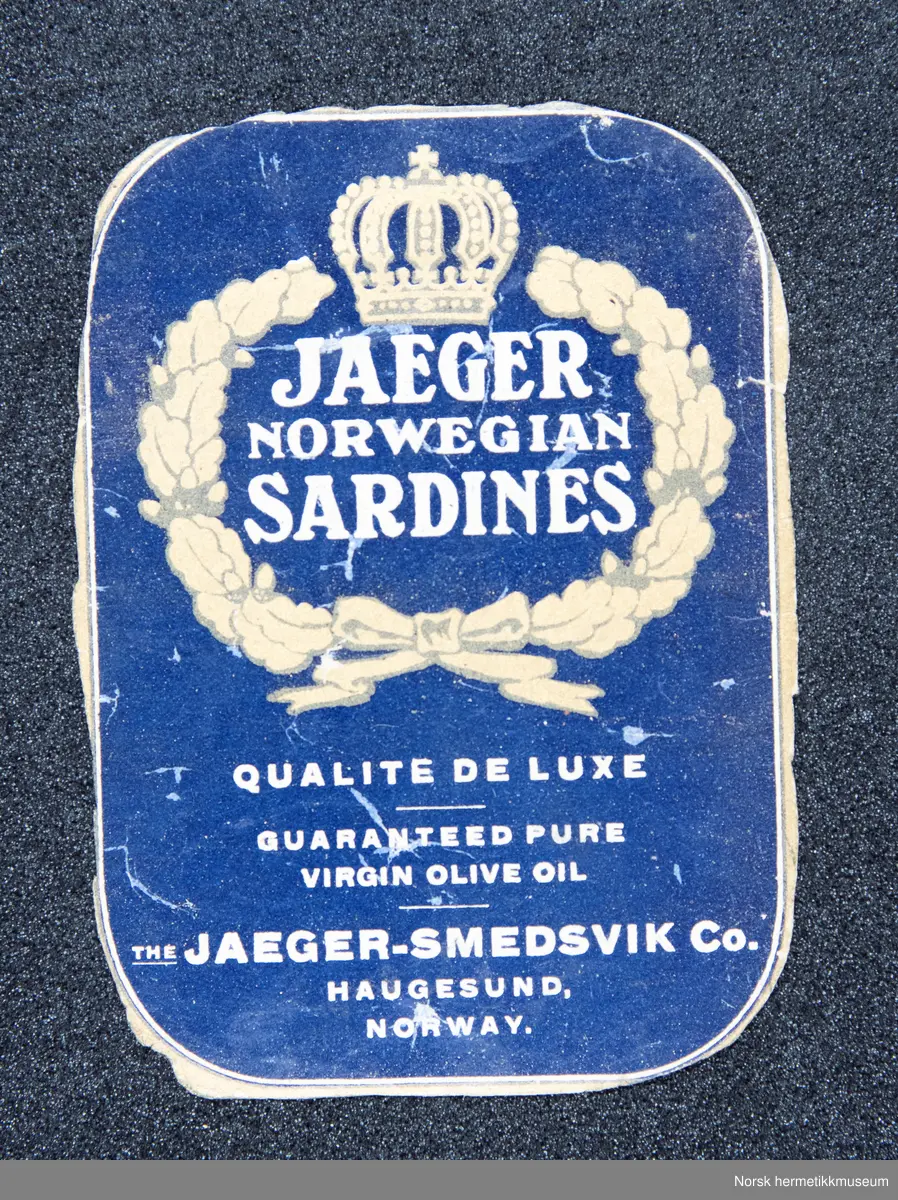 JAEGER
NORWEGIAN
SARDINES
QUALITE DE LUXE
GUARANTEED PURE
VIRGIN OLIVE OIL
THE JAEGER-SMEDSVIK Co.
HAUGESUND,
NORWAY.
Norsk hermetikkmuseum